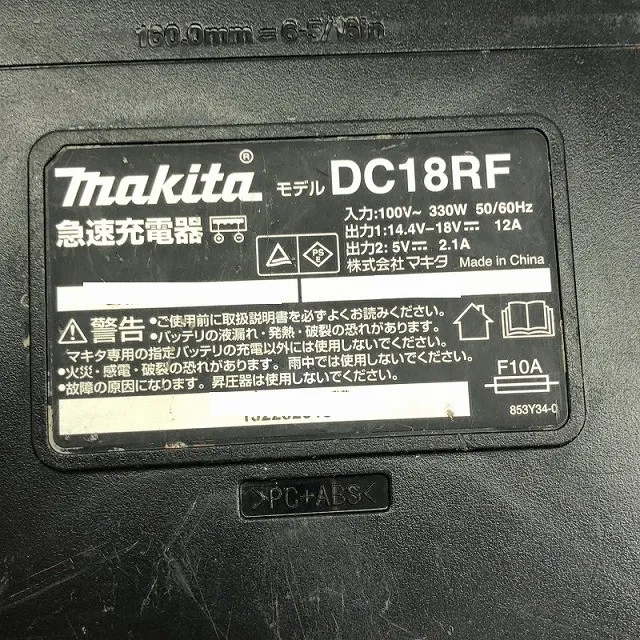 160.0mm = 6-5/16in
makita® モデル DC18RF
急速充電器
入力:100V~ 330W 50/60Hz
出力1:14.4V-18V⎓ 12A
出力2: 5V⎓ 2.1A
株式会社マキタ Made in China
PS
E
警告 •ご使用前に取扱説明書を必ずよくお読みください。
•バッテリの液漏れ・発熱・破裂の恐れがあります。
マキタ専用の指定バッテリの充電以外には使用しないでください。
•火災・感電・破裂の恐れがあります。雨中では使用しないでください。
•故障の原因になります。昇圧器は使用しないでください。
F10A
853Y34-0
>PC+ABS<